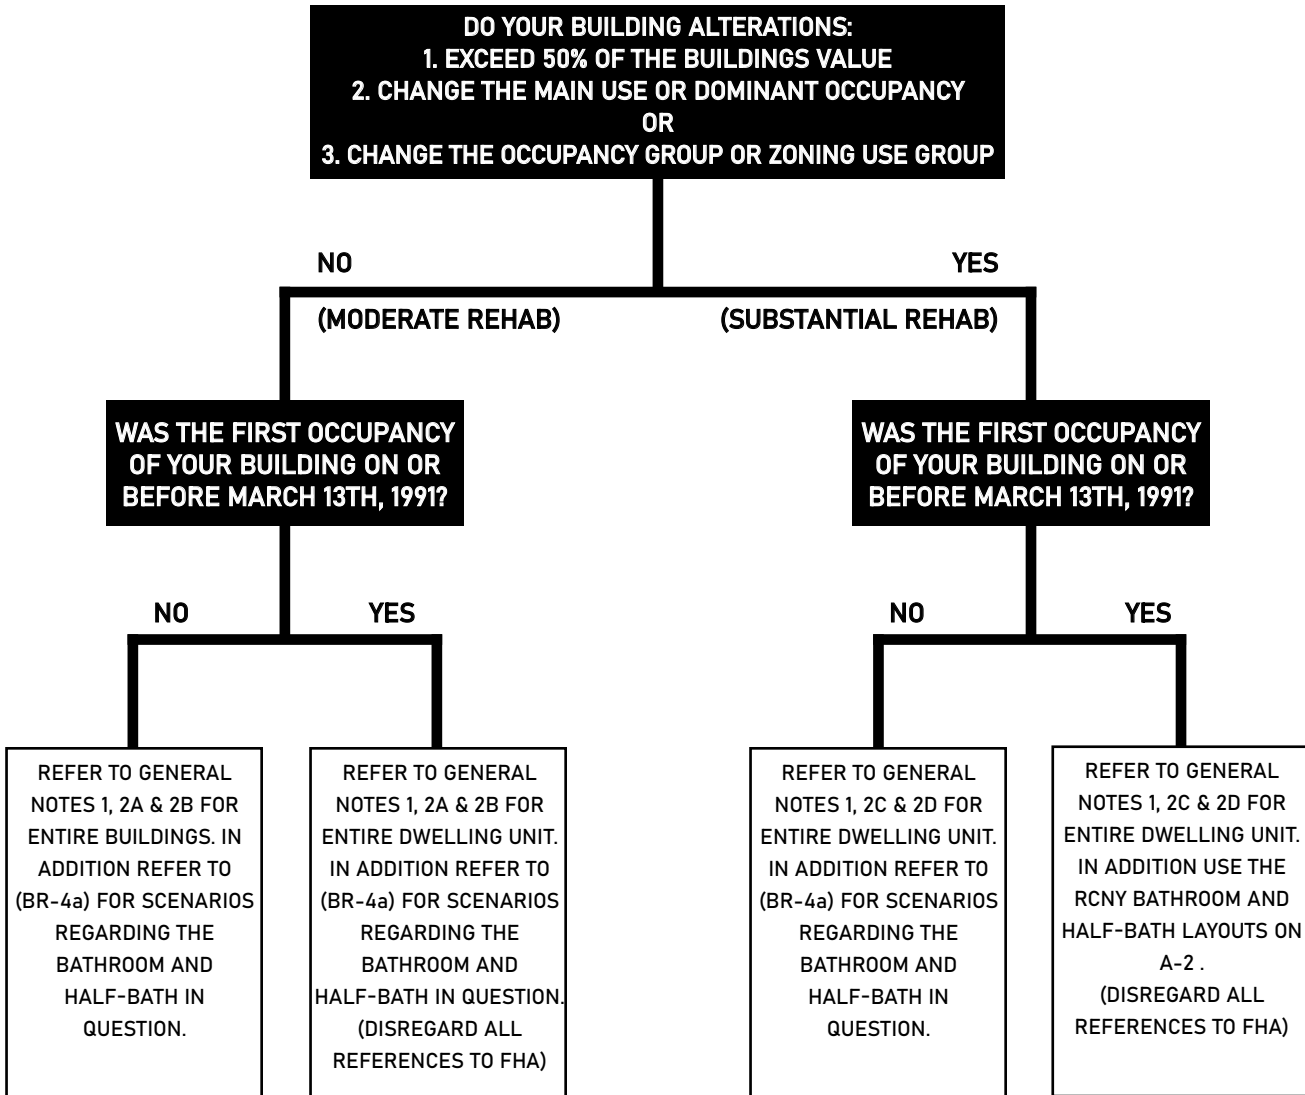 DO YOUR BUILDING ALTERATIONS:
1. EXCEED 50% OF THE BUILDINGS VALUE
2. CHANGE THE MAIN USE OR DOMINANT OCCUPANCY
OR
3. CHANGE THE OCCUPANCY GROUP OR ZONING USE GROUP
NO
YES
(MODERATE REHAB)
(SUBSTANTIAL REHAB)
WAS THE FIRST OCCUPANCY
OF YOUR BUILDING ON OR
BEFORE MARCH 13TH, 1991?
WAS THE FIRST OCCUPANCY
OF YOUR BUILDING ON OR
BEFORE MARCH 13TH, 1991?
NO
YES
NO
YES
REFER TO GENERAL
NOTES 1, 2A & 2B FOR
ENTIRE BUILDINGS. IN
ADDITION REFER TO
(BR-4a) FOR SCENARIOS
REGARDING THE
BATHROOM AND
HALF-BATH IN
QUESTION.
REFER TO GENERAL
NOTES 1, 2A & 2B FOR
ENTIRE DWELLING UNIT.
IN ADDITION REFER TO
(BR-4a) FOR SCENARIOS
REGARDING THE
BATHROOM AND
HALF-BATH IN QUESTION.
(DISREGARD ALL
REFERENCES TO FHA)
REFER TO GENERAL
NOTES 1, 2C & 2D FOR
ENTIRE DWELLING UNIT.
IN ADDITION REFER TO
(BR-4a) FOR SCENARIOS
REGARDING THE
BATHROOM AND
HALF-BATH IN
QUESTION.
REFER TO GENERAL
NOTES 1, 2C & 2D FOR
ENTIRE DWELLING UNIT.
IN ADDITION USE THE
RCNY BATHROOM AND
HALF-BATH LAYOUTS ON
A-2 .
(DISREGARD ALL
REFERENCES TO FHA)